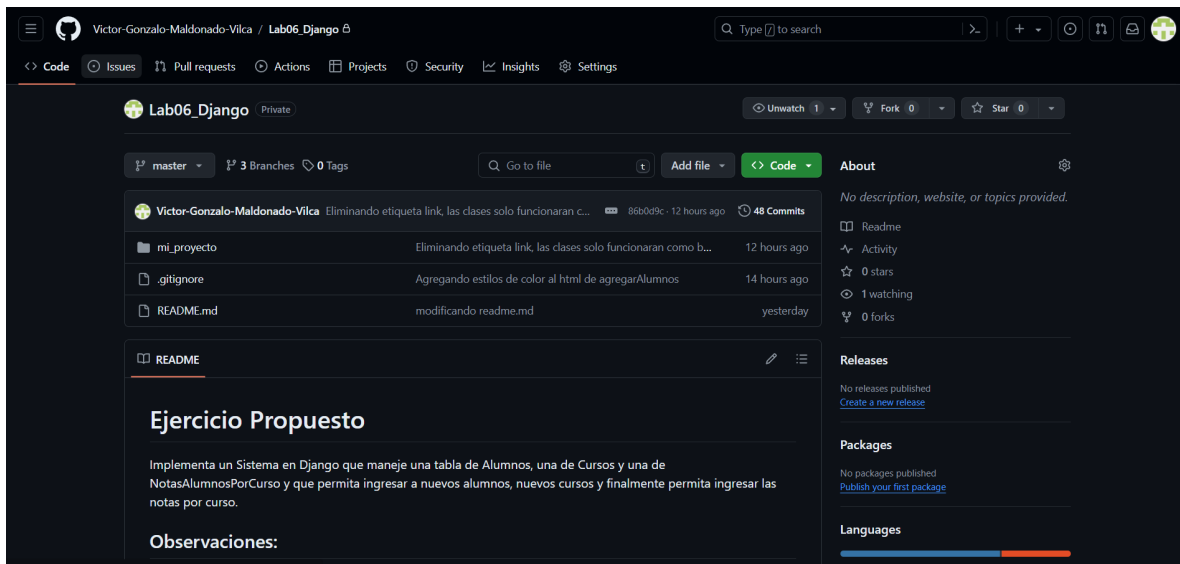 Victor-Gonzalo-Maldonado-Vilca / Lab06_Django
Type / to search
Code Issues Pull requests Actions Projects Security Insights Settings
Lab06_Django Private
Unwatch 1 Fork 0 Star 0
master 3 Branches 0 Tags
Go to file t Add file Code
Victor-Gonzalo-Maldonado-Vilca Eliminando etiqueta link, las clases solo funcionaran c... 86b0d9c · 12 hours ago 48 Commits
mi_proyecto Eliminando etiqueta link, las clases solo funcionaran como b... 12 hours ago
.gitignore Agregando estilos de color al html de agregarAlumnos 14 hours ago
README.md modificando readme.md yesterday
README
Ejercicio Propuesto
Implementa un Sistema en Django que maneje una tabla de Alumnos, una de Cursos y una de
NotasAlumnosPorCurso y que permita ingresar a nuevos alumnos, nuevos cursos y finalmente permita ingresar las
notas por curso.
Observaciones:
About
No description, website, or topics provided.
Readme
Activity
0 stars
1 watching
0 forks
Releases
No releases published
Create a new release
Packages
No packages published
Publish your first package
Languages